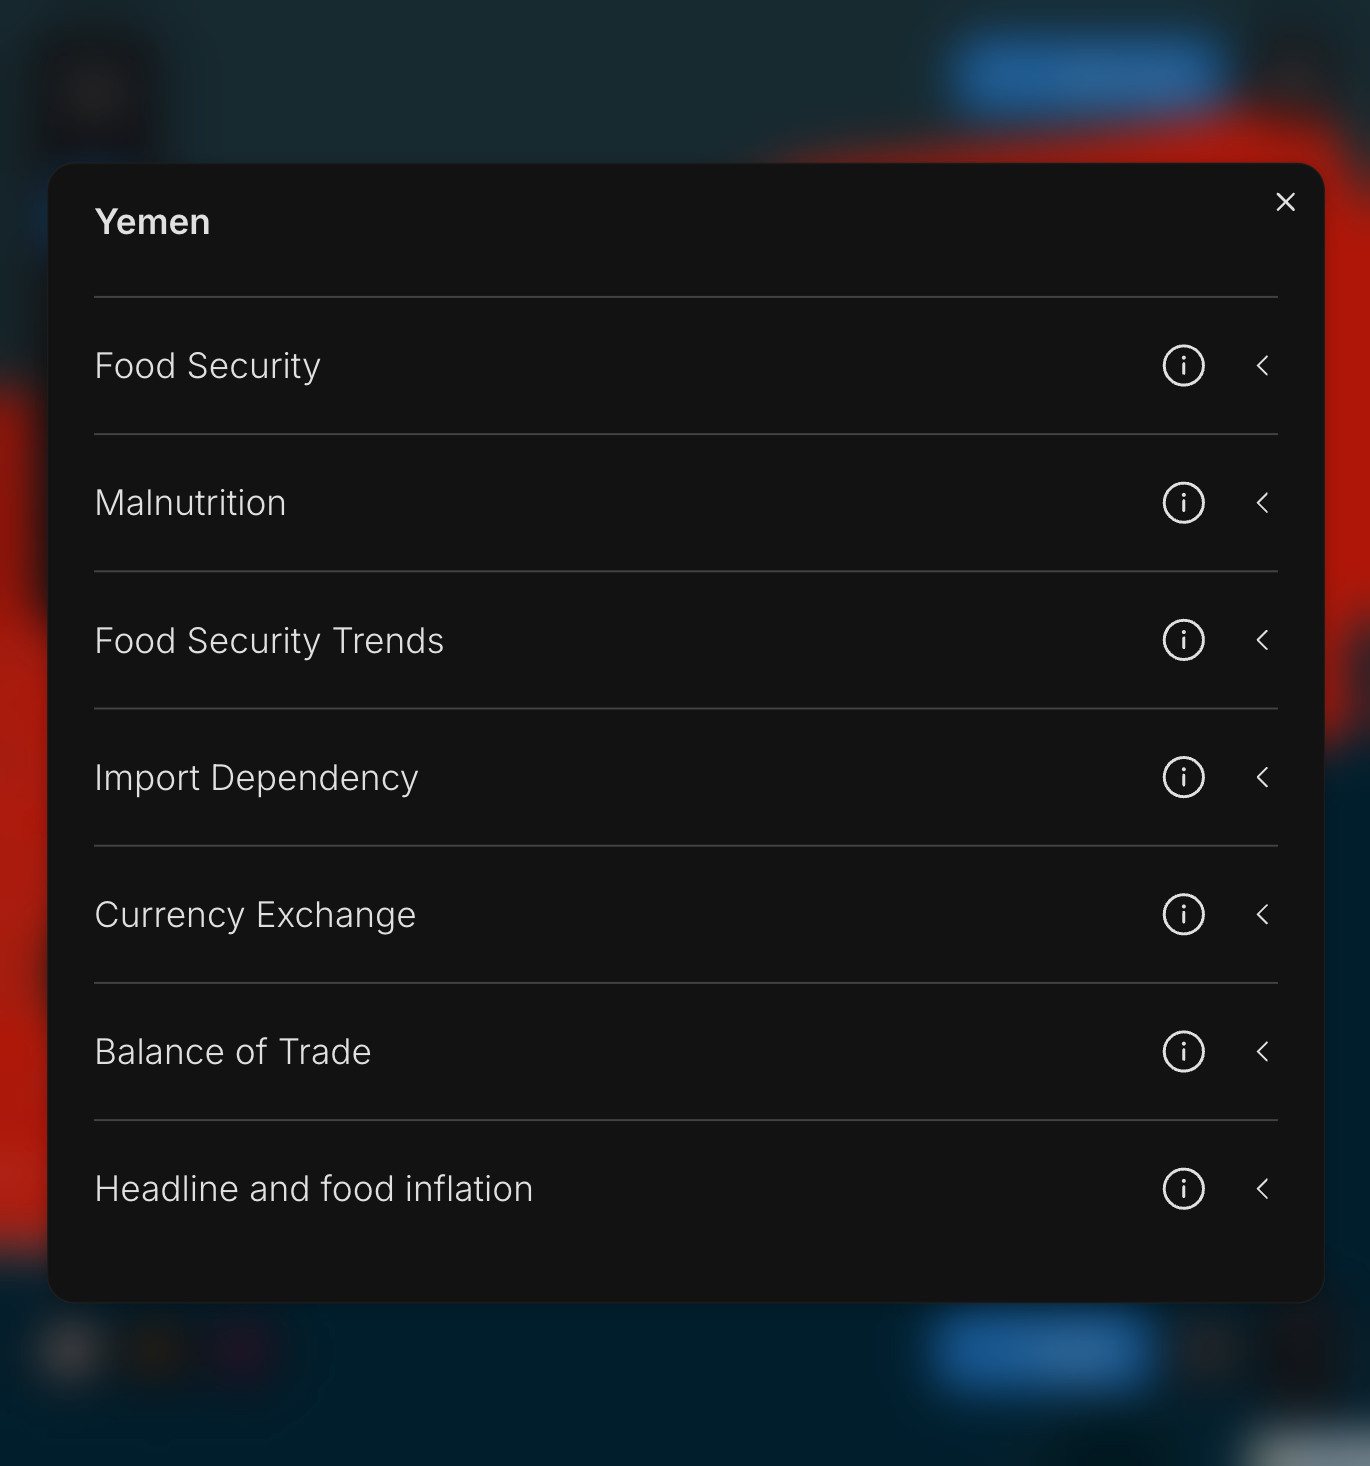 Yemen
Food Security
Malnutrition
Food Security Trends
Import Dependency
Currency Exchange
Balance of Trade
Headline and food inflation